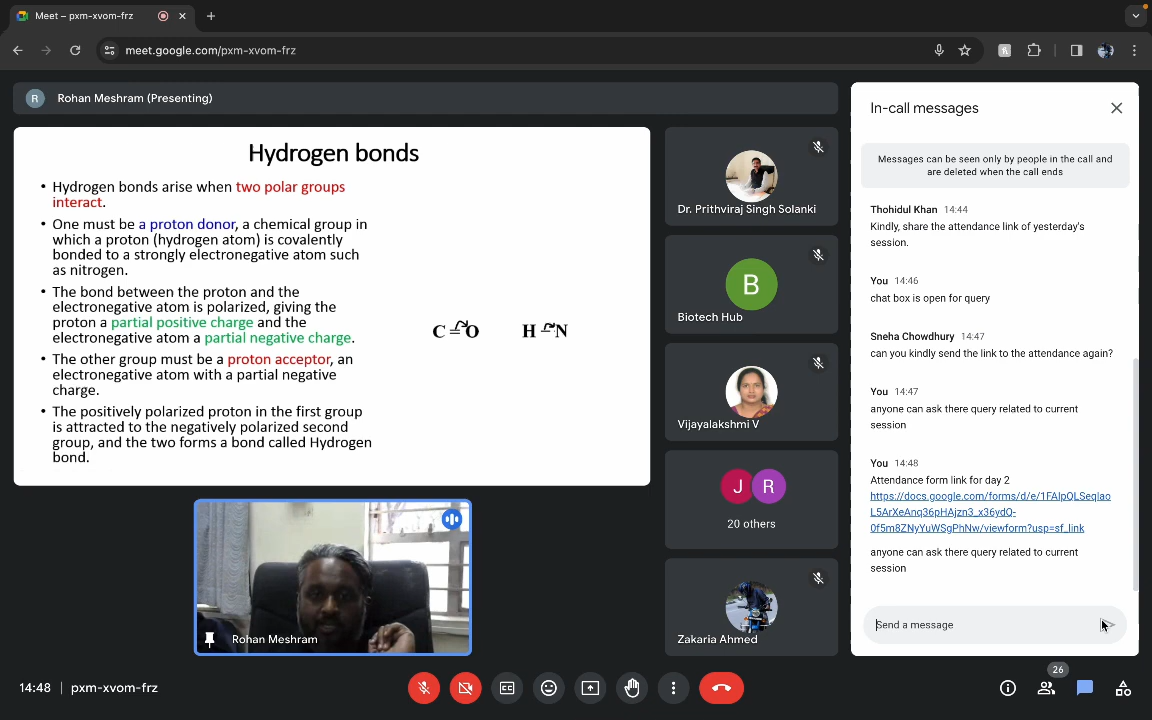 Meet – pxm-xvom-frz
meet.google.com/pxm-xvom-frz
R Rohan Meshram (Presenting)
Hydrogen bonds
• Hydrogen bonds arise when two polar groups
interact.
• One must be a proton donor, a chemical group in
which a proton (hydrogen atom) is covalently
bonded to a strongly electronegative atom such
as nitrogen.
• The bond between the proton and the
electronegative atom is polarized, giving the
proton a partial positive charge and the
electronegative atom a partial negative charge.
• The other group must be a proton acceptor, an
electronegative atom with a partial negative
charge.
• The positively polarized proton in the first group
is attracted to the negatively polarized second
group, and the two forms a bond called Hydrogen
bond.
C = O H – N
Rohan Meshram
Dr. Prithviraj Singh Solanki
B
Biotech Hub
Vijayalakshmi V
J R
20 others
Zakaria Ahmed
In-call messages
Messages can be seen only by people in the call and
are deleted when the call ends
Thohidul Khan 14:44
Kindly, share the attendance link of yesterday's
session.
You 14:46
chat box is open for query
Sneha Chowdhury 14:47
can you kindly send the link to the attendance again?
You 14:47
anyone can ask there query related to current
session
You 14:48
Attendance form link for day 2
https://docs.google.com/forms/d/e/1FAIpQLSeqlao
L5ArXeAnq36pHAjzn3_x36ydQ-
0f5m8ZNyYuWSgPhNw/viewform?usp=sf_link
anyone can ask there query related to current
session
Send a message
14:48 | pxm-xvom-frz
26